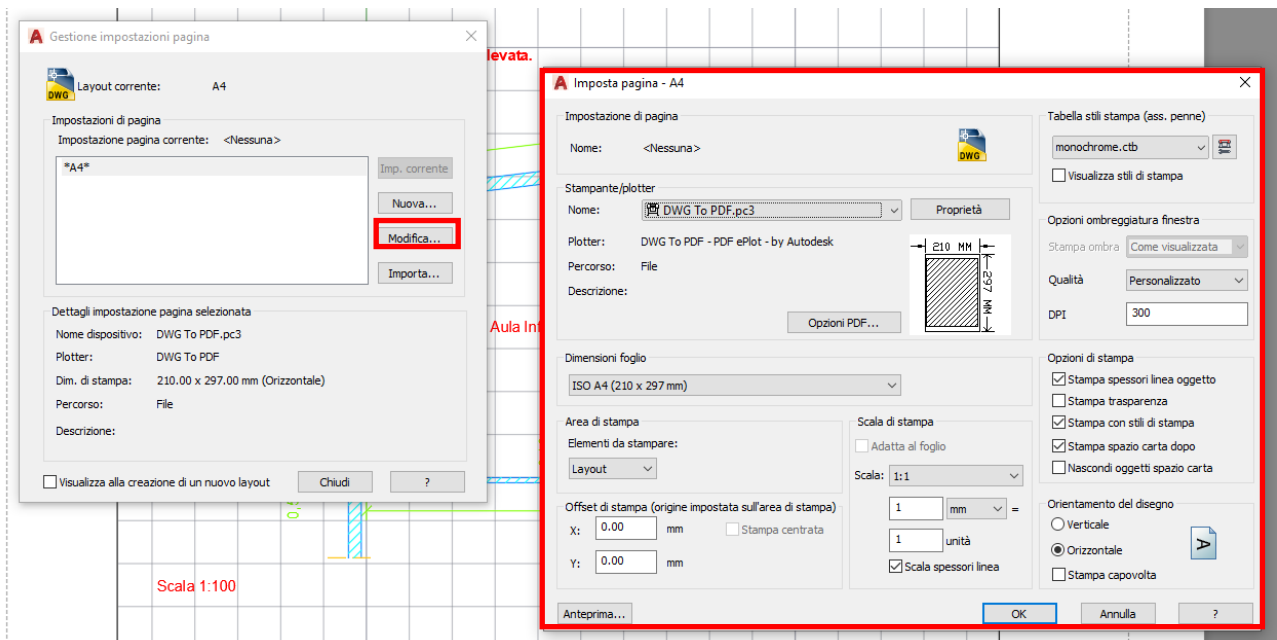 Gestione impostazioni pagina
DWG
Layout corrente: A4
Impostazioni di pagina
Impostazione pagina corrente: <Nessuna>
*A4*
Imp. corrente
Nuova...
Modifica...
Importa...
Dettagli impostazione pagina selezionata
Nome dispositivo: DWG To PDF.pc3
Plotter: DWG To PDF
Dim. di stampa: 210.00 x 297.00 mm (Orizzontale)
Percorso: File
Descrizione:
Visualizza alla creazione di un nuovo layout
Chiudi
?
levata.
Aula Inf
Scala 1:100
Imposta pagina - A4
Impostazione di pagina
Nome: <Nessuna>
DWG
Stampante/plotter
Nome: DWG To PDF.pc3
Proprietà
Plotter: DWG To PDF - PDF ePlot - by Autodesk
Percorso: File
Descrizione:
210 MM
297 MM
Opzioni PDF...
Dimensioni foglio
ISO A4 (210 x 297 mm)
Area di stampa
Elementi da stampare:
Layout
Offset di stampa (origine impostata sull'area di stampa)
X: 0.00 mm
Stampa centrata
Y: 0.00 mm
Scala di stampa
Adatta al foglio
Scala: 1:1
1 mm =
1 unità
Scala spessori linea
Tabella stili stampa (ass. penne)
monochrome.ctb
Visualizza stili di stampa
Opzioni ombreggiatura finestra
Stampa ombra Come visualizzata
Qualità Personalizzato
DPI 300
Opzioni di stampa
Stampa spessori linea oggetto
Stampa trasparenza
Stampa con stili di stampa
Stampa spazio carta dopo
Nascondi oggetti spazio carta
Orientamento del disegno
Verticale
Orizzontale
A
Stampa capovolta
Anteprima...
OK
Annulla
?